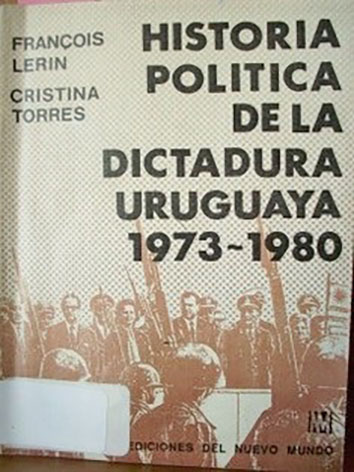 FRANÇOIS
LERIN
CRISTINA
TORRES
HISTORIA
POLITICA
DE LA
DICTADURA
URUGUAYA
1973~1980
EDICIONES DEL NUEVO MUNDO